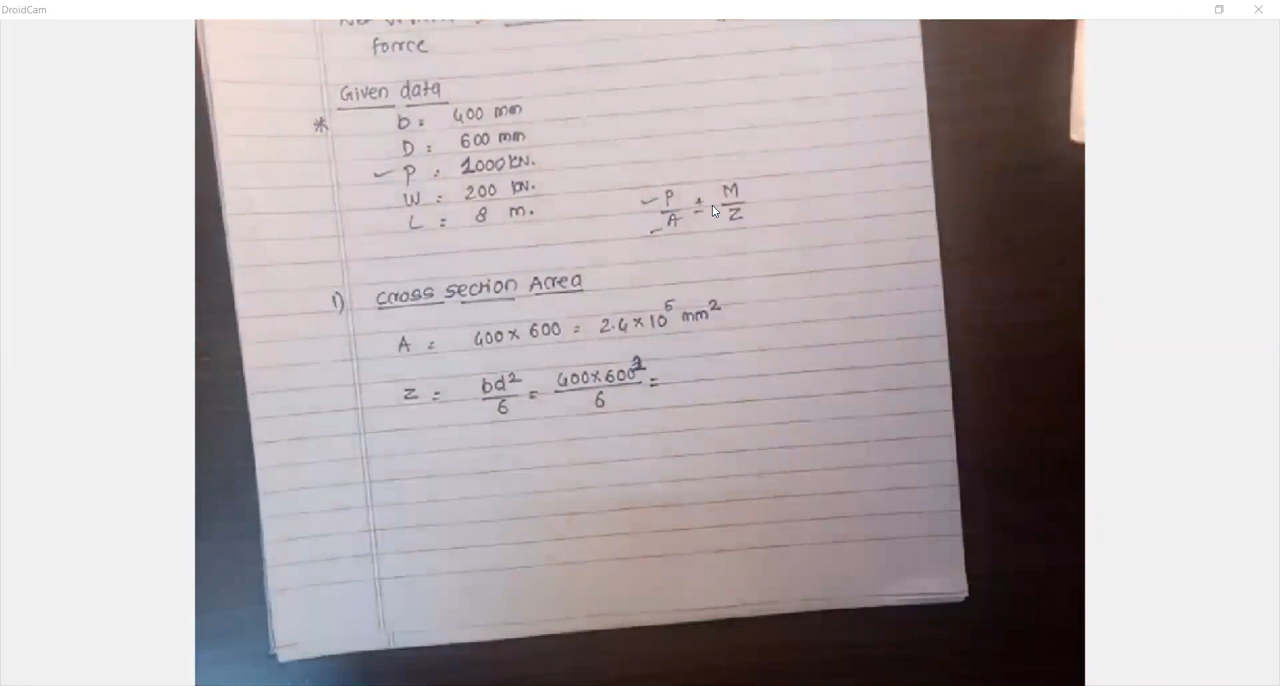 DroidCam
force
Given data
* b = 400 mm
D = 600 mm
- P = 1000 KN.
W = 200 KN.
L = 8 m.
P/A ± M/Z
1) Cross section Area
A = 400 × 600 = 2.4 × 10⁵ mm²
Z = bd²/6 = 400×600²/6 =